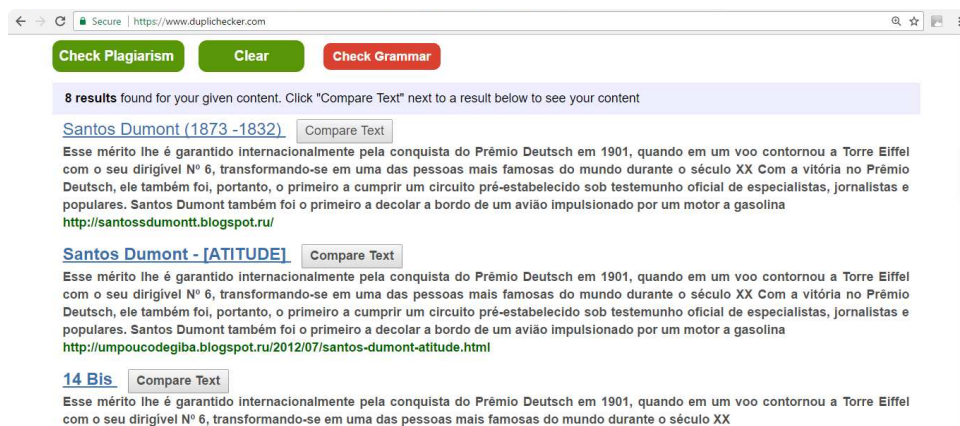 Secure | https://www.duplichecker.com
Check Plagiarism Clear Check Grammar
8 results found for your given content. Click "Compare Text" next to a result below to see your content
Santos Dumont (1873 -1832) Compare Text
Esse mérito lhe é garantido internacionalmente pela conquista do Prêmio Deutsch em 1901, quando em um voo contornou a Torre Eiffel
com o seu dirigível Nº 6, transformando-se em uma das pessoas mais famosas do mundo durante o século XX Com a vitória no Prêmio
Deutsch, ele também foi, portanto, o primeiro a cumprir um circuito pré-estabelecido sob testemunho oficial de especialistas, jornalistas e
populares. Santos Dumont também foi o primeiro a decolar a bordo de um avião impulsionado por um motor a gasolina
http://santossdumontt.blogspot.ru/
Santos Dumont - [ATITUDE] Compare Text
Esse mérito lhe é garantido internacionalmente pela conquista do Prêmio Deutsch em 1901, quando em um voo contornou a Torre Eiffel
com o seu dirigível Nº 6, transformando-se em uma das pessoas mais famosas do mundo durante o século XX Com a vitória no Prêmio
Deutsch, ele também foi, portanto, o primeiro a cumprir um circuito pré-estabelecido sob testemunho oficial de especialistas, jornalistas e
populares. Santos Dumont também foi o primeiro a decolar a bordo de um avião impulsionado por um motor a gasolina
http://umpoucodegiba.blogspot.ru/2012/07/santos-dumont-atitude.html
14 Bis Compare Text
Esse mérito lhe é garantido internacionalmente pela conquista do Prêmio Deutsch em 1901, quando em um voo contornou a Torre Eiffel
com o seu dirigível Nº 6, transformando-se em uma das pessoas mais famosas do mundo durante o século XX